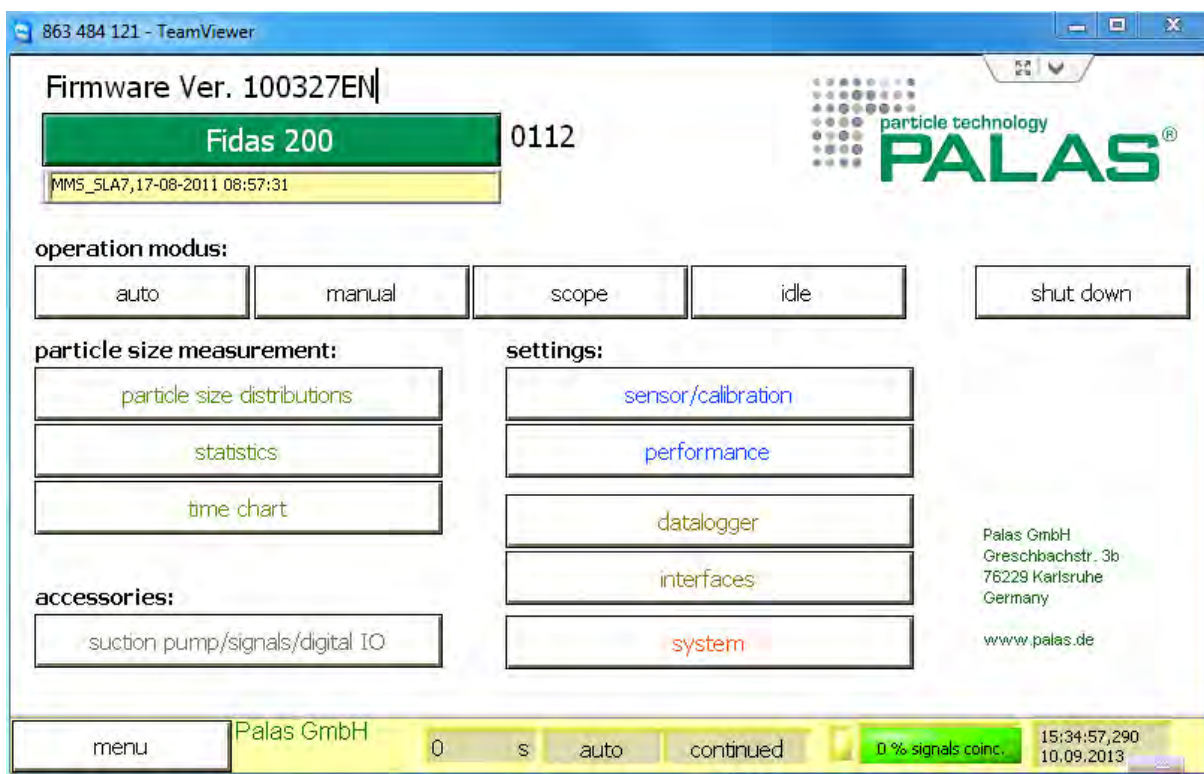 863 484 121 - TeamViewer
Firmware Ver. 100327EN
Fidas 200
0112
MMS_SLA7,17-08-2011 08:57:31
particle technology
PALAS®
operation modus:
auto
manual
scope
idle
shut down
particle size measurement:
particle size distributions
statistics
time chart
accessories:
suction pump/signals/digital IO
settings:
sensor/calibration
performance
datalogger
interfaces
system
Palas GmbH
Greschbachstr. 3b
76229 Karlsruhe
Germany
www.palas.de
menu
Palas GmbH
0 s
auto
continued
0 % signals coinc.
15:34:57,290
10.09.2013